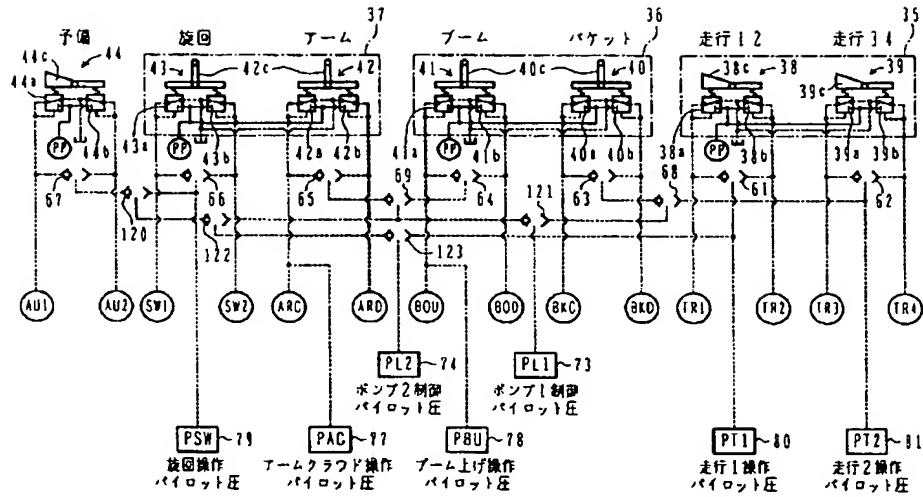 予備
44
旋回
アーム
37
ブーム
バケット
36
走行12
走行34
35
44c
44a
43
42c
42
41
40c
40
38c
38
39c
39
PP
44b
43a
PP
43b
42a
42b
41a
PP
41b
40a
40b
38a
PP
38b
39a
39b
67
120
66
122
65
69
123
64
121
63
68
61
62
AU1
AU2
SW1
SW2
ARC
ARD
BOU
BOD
BKC
BKD
TR1
TR2
TR3
TR4
PL2
74
ポンプ2制御
パイロット圧
PL1
73
ポンプ1制御
パイロット圧
PSW
79
旋回操作
パイロット圧
PAC
77
アームクラウド操作
パイロット圧
PBU
78
ブーム上げ操作
パイロット圧
PT1
80
走行1操作
パイロット圧
PT2
81
走行2操作
パイロット圧